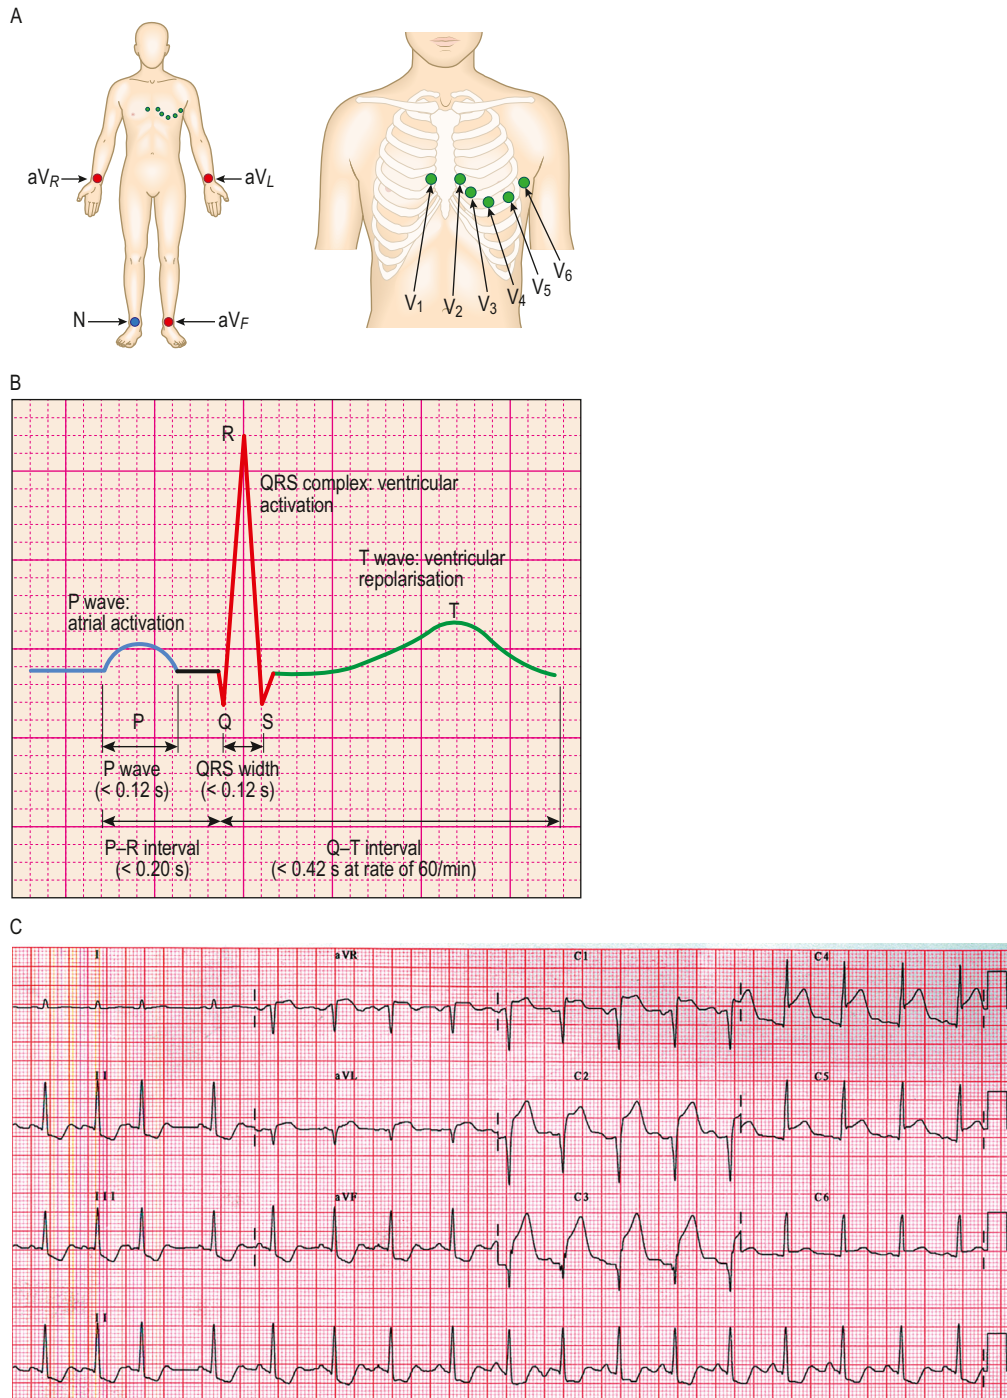 A
aVR
aVL
N
aVF
V1
V2
V3
V4
V5
V6
B
R
QRS complex: ventricular
activation
T wave: ventricular
repolarisation
T
P wave:
atrial activation
P
Q
S
P wave
(< 0.12 s)
QRS width
(< 0.12 s)
P–R interval
(< 0.20 s)
Q–T interval
(< 0.42 s at rate of 60/min)
C
I
aVR
C1
C4
II
aVL
C2
C5
III
aVF
C3
C6
II